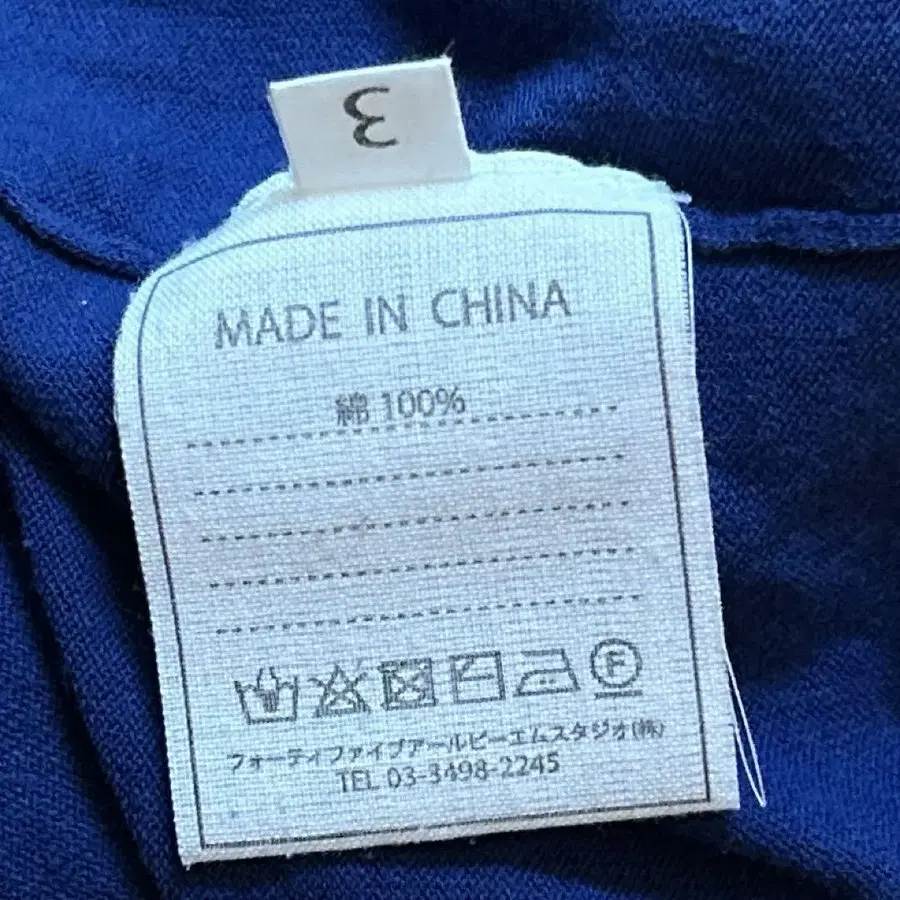 3
MADE IN CHINA
綿 100%
F
フォーティファイブアールピーエムスタジオ(株)
TEL 03-3498-2245